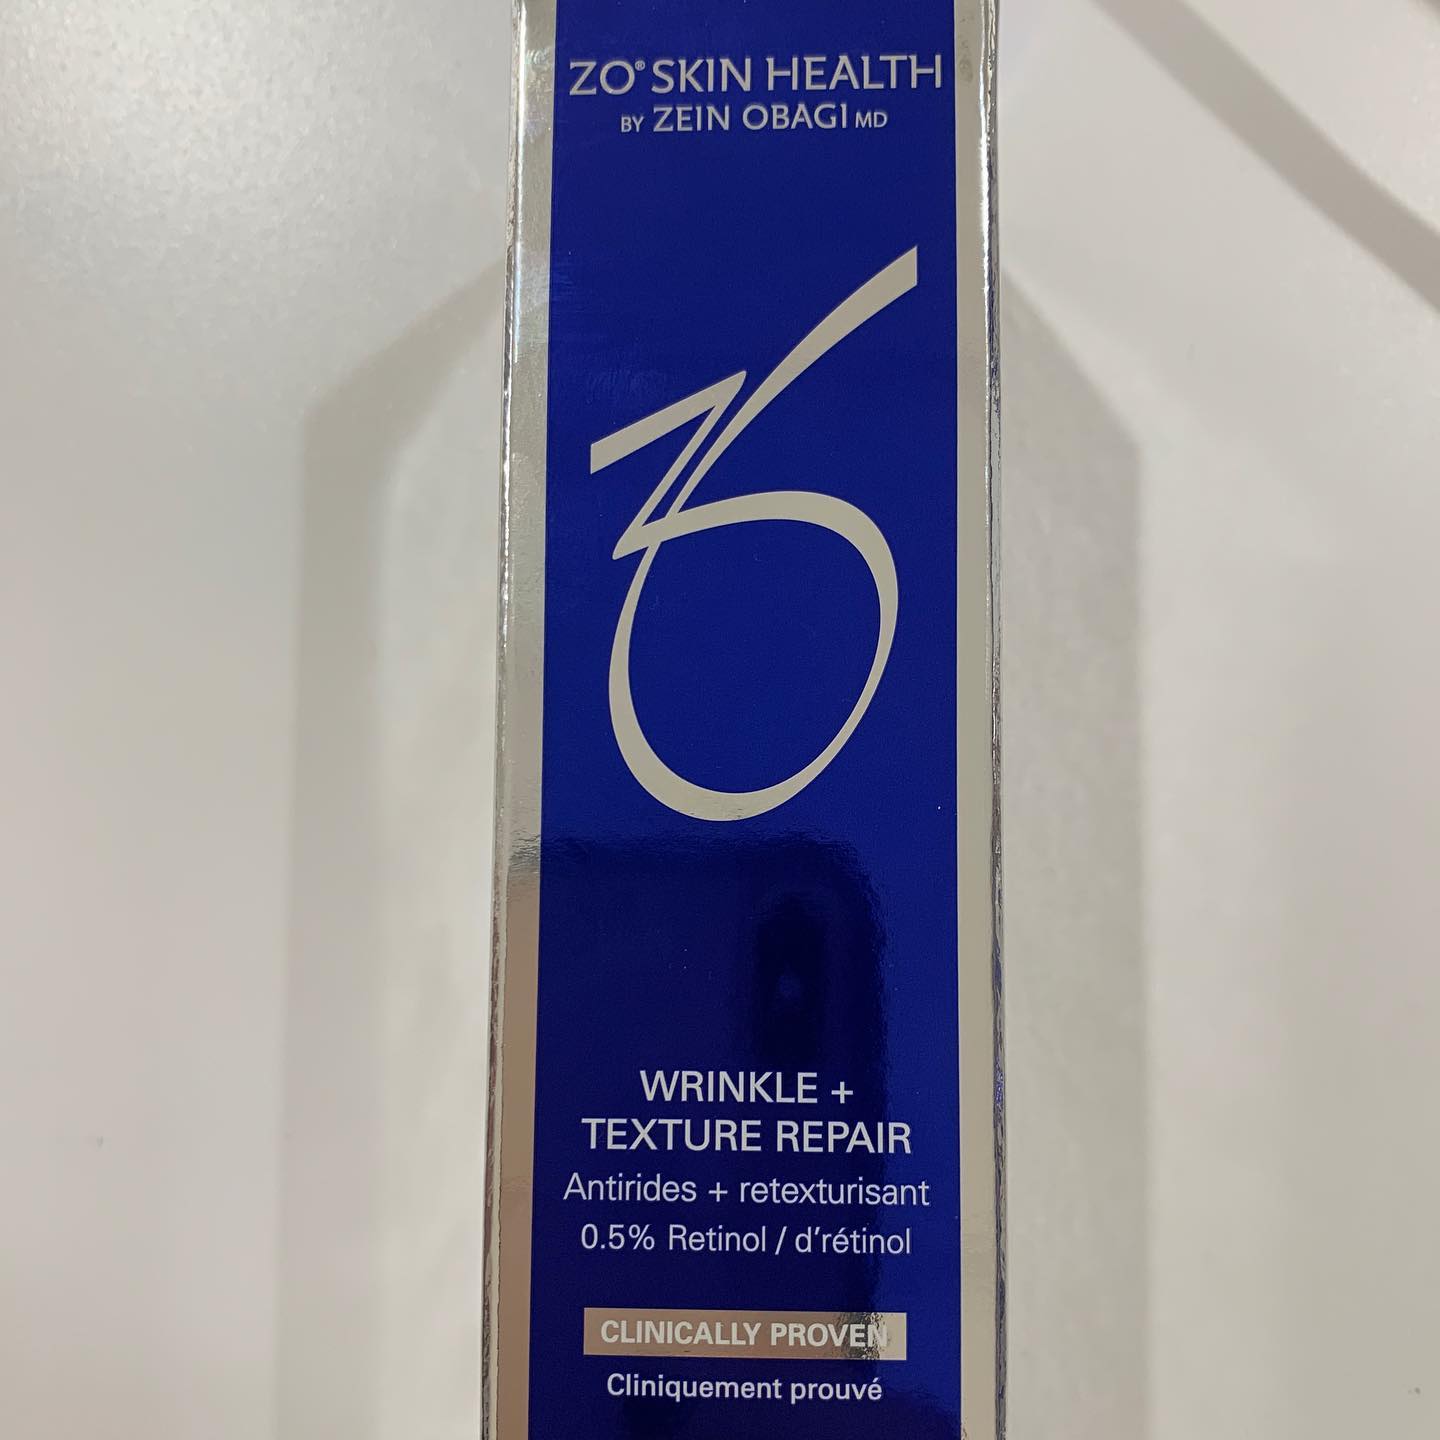 ZO® SKIN HEALTH
BY ZEIN OBAGI MD
ZO
WRINKLE +
TEXTURE REPAIR
Antirides + retexturisant
0.5% Retinol / d'rétinol
CLINICALLY PROVEN
Cliniquement prouvé